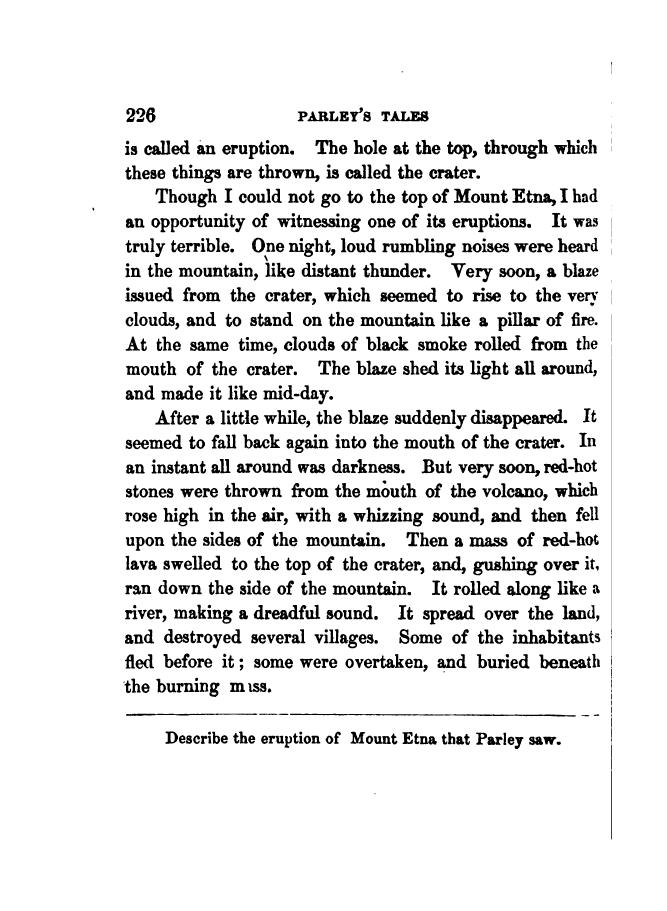 226 PARLEY'S TALES
is called an eruption. The hole at the top, through which
these things are thrown, is called the crater.
Though I could not go to the top of Mount Etna, I had
an opportunity of witnessing one of its eruptions. It was
truly terrible. One night, loud rumbling noises were heard
in the mountain, like distant thunder. Very soon, a blaze
issued from the crater, which seemed to rise to the very
clouds, and to stand on the mountain like a pillar of fire.
At the same time, clouds of black smoke rolled from the
mouth of the crater. The blaze shed its light all around,
and made it like mid-day.
After a little while, the blaze suddenly disappeared. It
seemed to fall back again into the mouth of the crater. In
an instant all around was darkness. But very soon, red-hot
stones were thrown from the mouth of the volcano, which
rose high in the air, with a whizzing sound, and then fell
upon the sides of the mountain. Then a mass of red-hot
lava swelled to the top of the crater, and, gushing over it,
ran down the side of the mountain. It rolled along like a
river, making a dreadful sound. It spread over the land,
and destroyed several villages. Some of the inhabitants
fled before it; some were overtaken, and buried beneath
the burning m ss.
Describe the eruption of Mount Etna that Parley saw.